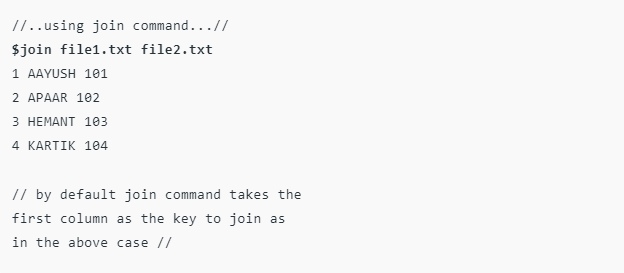 //..using join command...//
$join file1.txt file2.txt
1 AAYUSH 101
2 APAAR 102
3 HEMANT 103
4 KARTIK 104
// by default join command takes the
first column as the key to join as
in the above case //